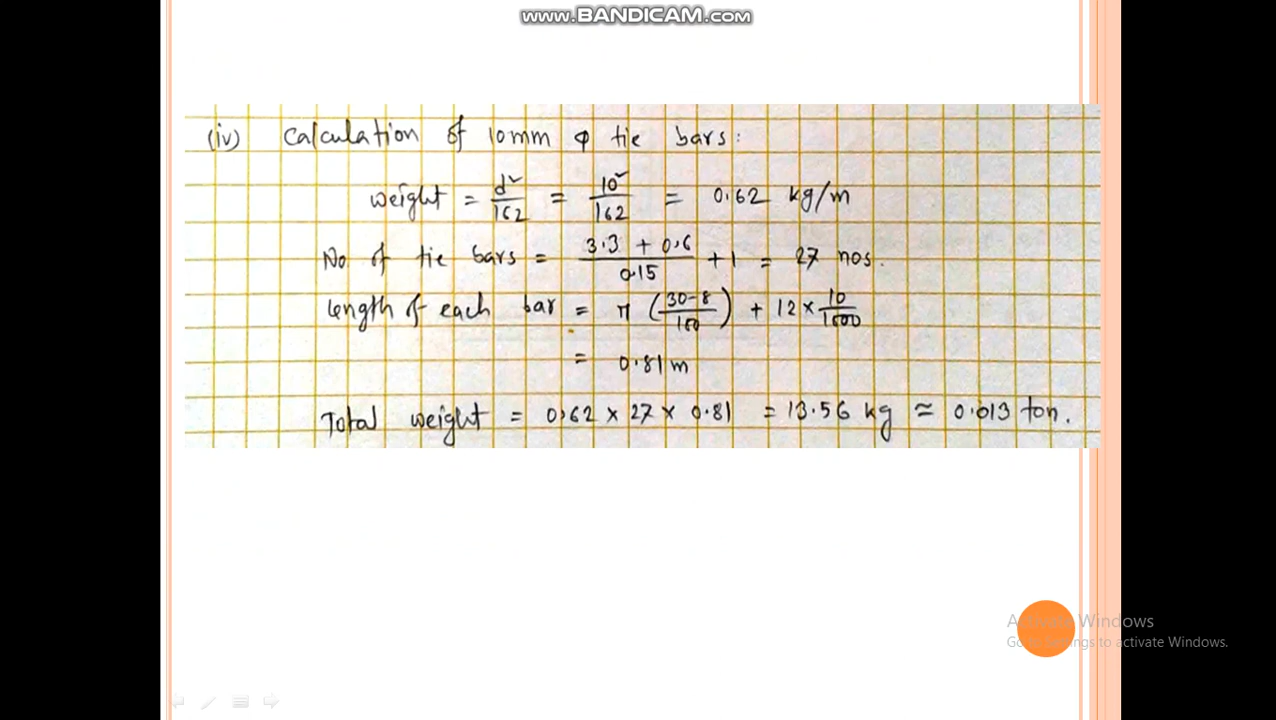 www.BANDICAM.com
(iv) Calculation of 10mm φ tie bars:
weight = d²/162 = 10²/162 = 0.62 kg/m
No of tie bars = (3.3 + 0.6)/0.15 + 1 = 27 nos.
length of each bar = π (30-8/100) + 12 × 10/1000
= 0.81 m
Total weight = 0.62 × 27 × 0.81 = 13.56 kg ≈ 0.013 ton.
Activate Windows
Go to Settings to activate Windows.